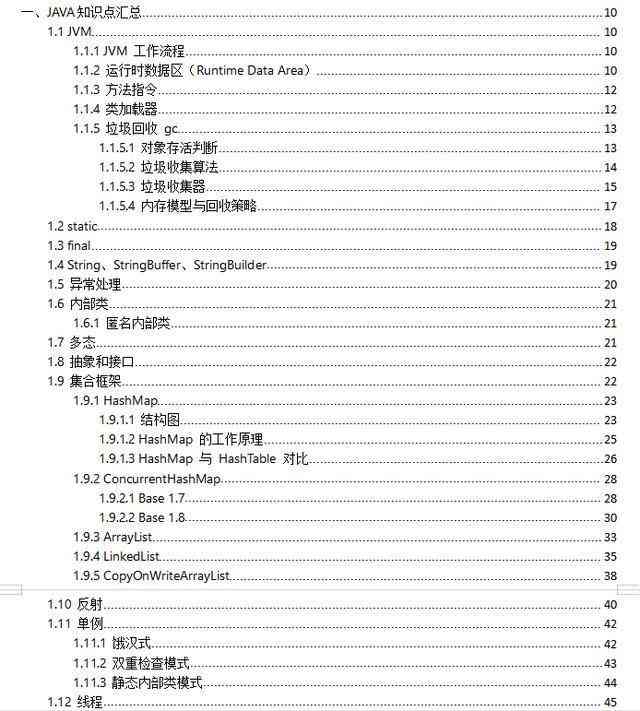 一、JAVA 知识点汇总 10
1.1 JVM 10
1.1.1 JVM 工作流程 10
1.1.2 运行时数据区（Runtime Data Area） 10
1.1.3 方法指令 12
1.1.4 类加载器 12
1.1.5 垃圾回收 gc 13
1.1.5.1 对象存活判断 13
1.1.5.2 垃圾收集算法 14
1.1.5.3 垃圾收集器 15
1.1.5.4 内存模型与回收策略 17
1.2 static 18
1.3 final 19
1.4 String、StringBuffer、StringBuilder 19
1.5 异常处理 20
1.6 内部类 21
1.6.1 匿名内部类 21
1.7 多态 21
1.8 抽象和接口 22
1.9 集合框架 22
1.9.1 HashMap 23
1.9.1.1 结构图 23
1.9.1.2 HashMap 的工作原理 25
1.9.1.3 HashMap 与 HashTable 对比 26
1.9.2 ConcurrentHashMap 28
1.9.2.1 Base 1.7 28
1.9.2.2 Base 1.8 30
1.9.3 ArrayList 33
1.9.4 LinkedList 35
1.9.5 CopyOnWriteArrayList 38
1.10 反射 40
1.11 单例 42
1.11.1 饿汉式 42
1.11.2 双重检查模式 43
1.11.3 静态内部类模式 44
1.12 线程 45